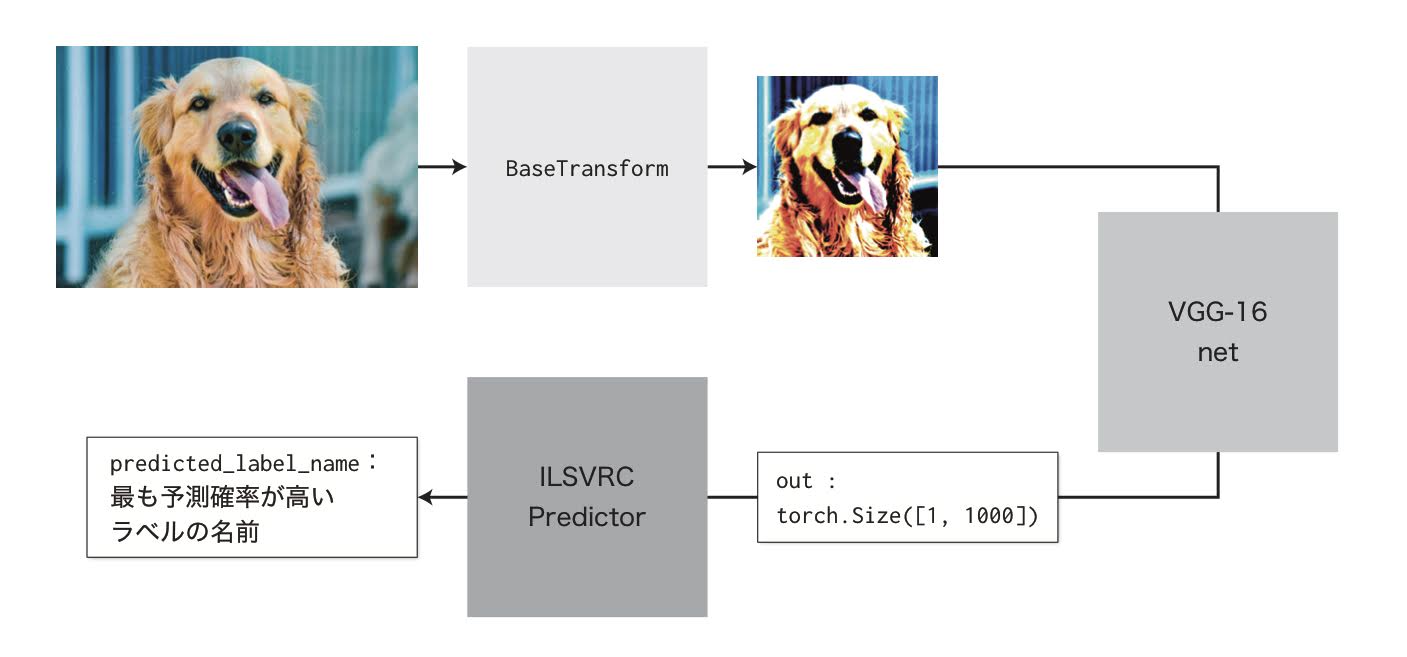 BaseTransform
VGG-16
net
out :
torch.Size([1, 1000])
ILSVRC
Predictor
predicted_label_name：
最も予測確率が高い
ラベルの名前